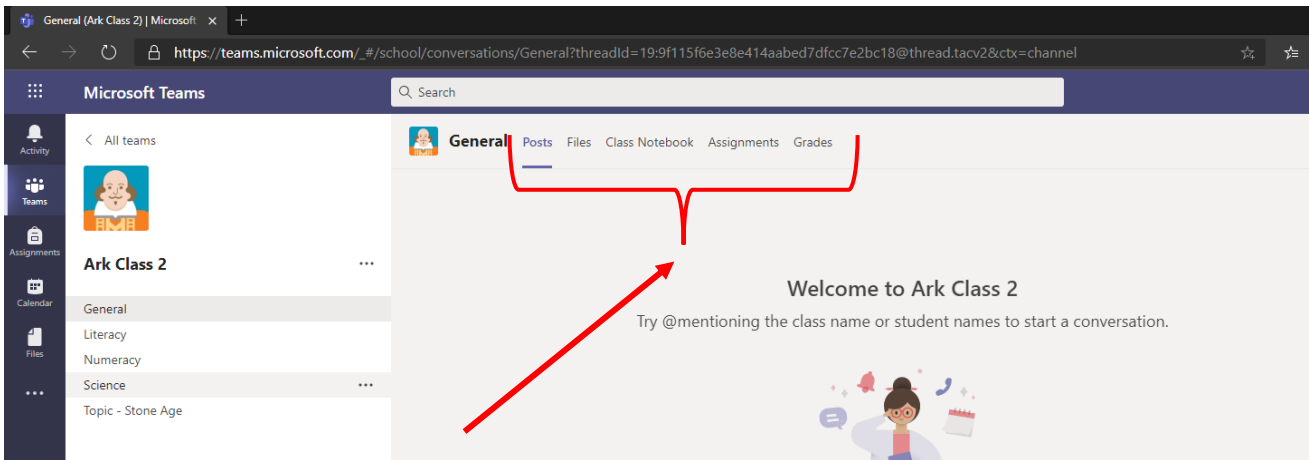 General (Ark Class 2) | Microsoft
https://teams.microsoft.com/_#/school/conversations/General?threadId=19:9f115f6e3e8e414aabed7dfcc7e2bc18@thread.tacv2&ctx=channel
Microsoft Teams
Search
Activity
Teams
Assignments
Calendar
Files
All teams
Ark Class 2
General
Literacy
Numeracy
Science
Topic - Stone Age
General Posts Files Class Notebook Assignments Grades
Welcome to Ark Class 2
Try @mentioning the class name or student names to start a conversation.